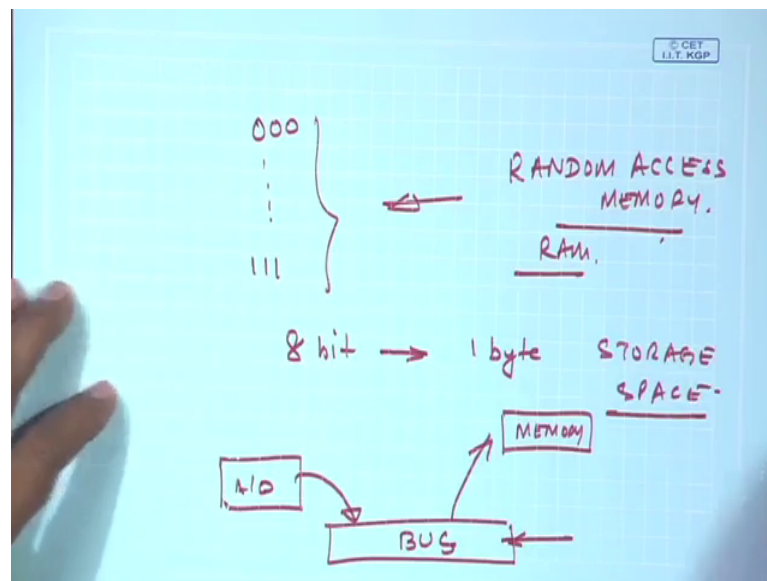 © CET
I.I.T. KGP
000
RANDOM ACCESS
MEMORY.
RAM.
111
8 bit → 1 byte STORAGE
SPACE.
MEMORY
A/D
BUS